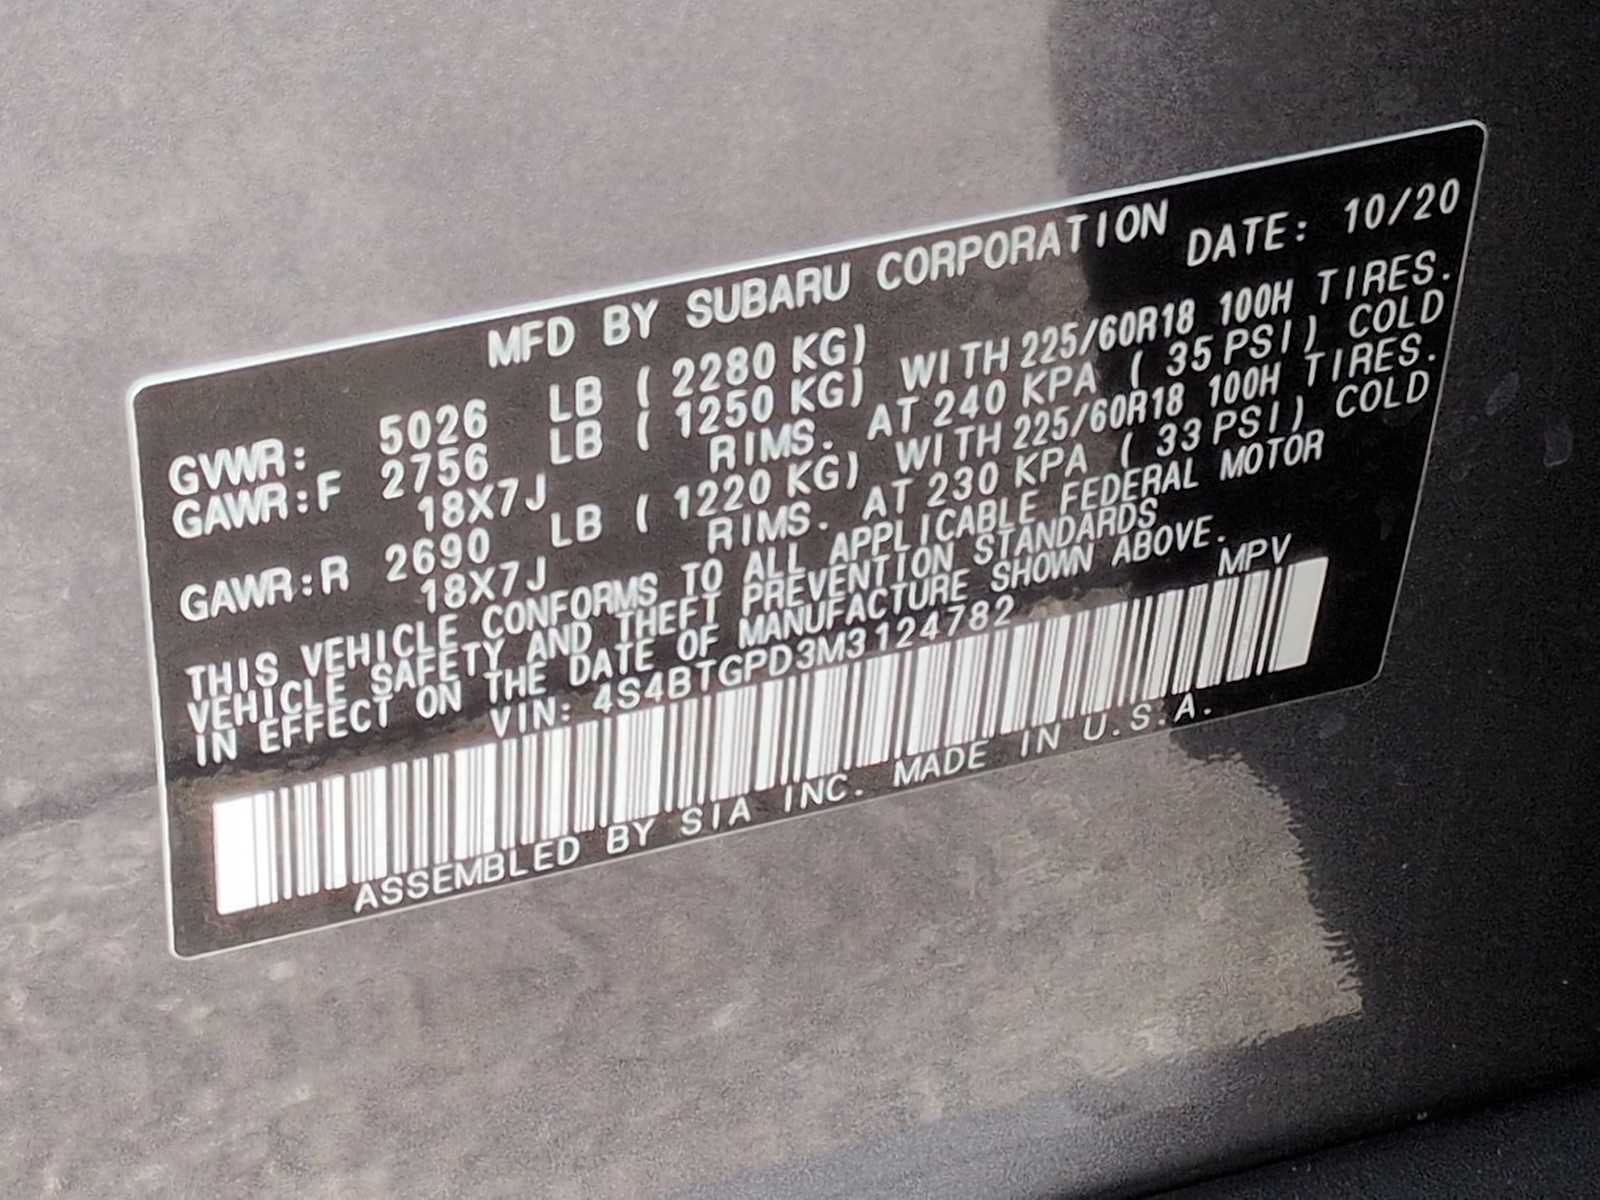 MFD BY SUBARU CORPORATION DATE: 10/20
GVWR: 5026 LB ( 2280 KG)
GAWR:F 2756 LB ( 1250 KG) WITH 225/60R18 100H TIRES.
18X7J RIMS. AT 240 KPA ( 35 PSI) COLD
GAWR:R 2690 LB ( 1220 KG) WITH 225/60R18 100H TIRES.
18X7J RIMS. AT 230 KPA ( 33 PSI) COLD
THIS VEHICLE CONFORMS TO ALL APPLICABLE FEDERAL MOTOR
VEHICLE SAFETY AND THEFT PREVENTION STANDARDS
IN EFFECT ON THE DATE OF MANUFACTURE SHOWN ABOVE.
VIN: 4S4BTGPD3M3124782 MPV
ASSEMBLED BY SIA INC. MADE IN U.S.A.